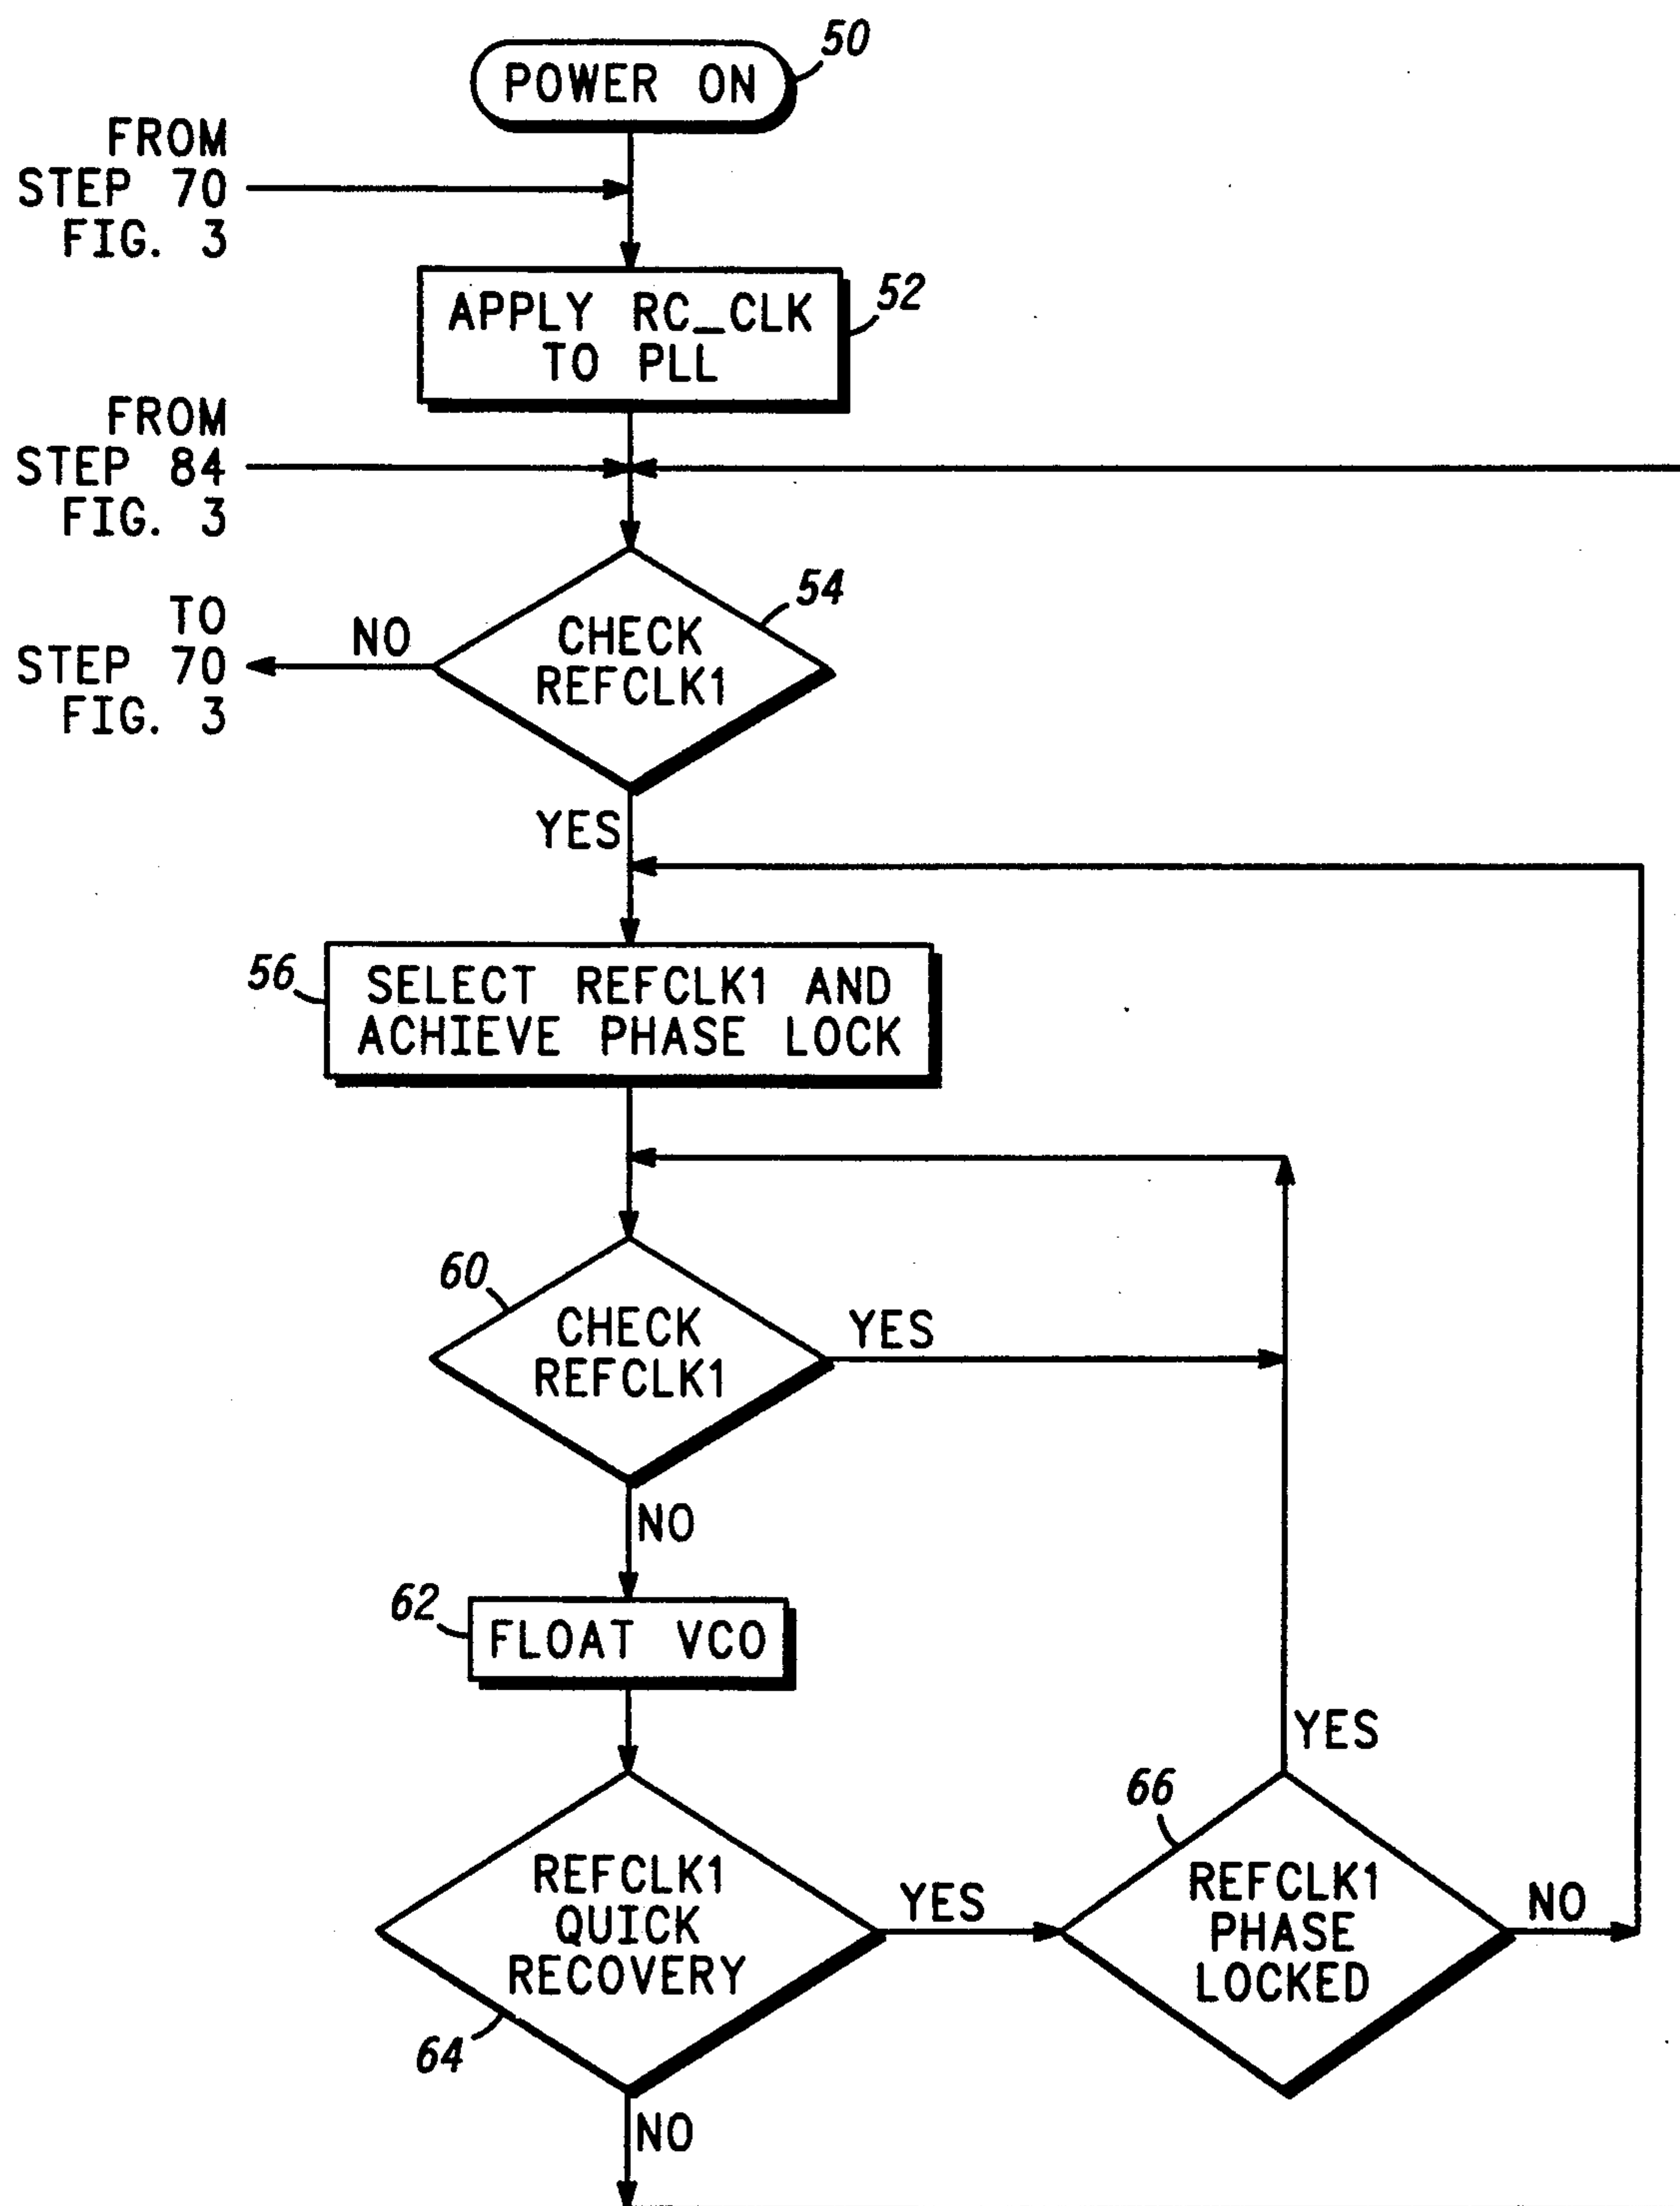 POWER ON
50
FROM
STEP 70
FIG. 3
APPLY RC_CLK
TO PLL
52
FROM
STEP 84
FIG. 3
54
CHECK
REFCLK1
NO
TO
STEP 70
FIG. 3
YES
56
SELECT REFCLK1 AND
ACHIEVE PHASE LOCK
60
CHECK
REFCLK1
YES
NO
62
FLOAT VCO
REFCLK1
QUICK
RECOVERY
64
YES
66
REFCLK1
PHASE
LOCKED
YES
NO
NO